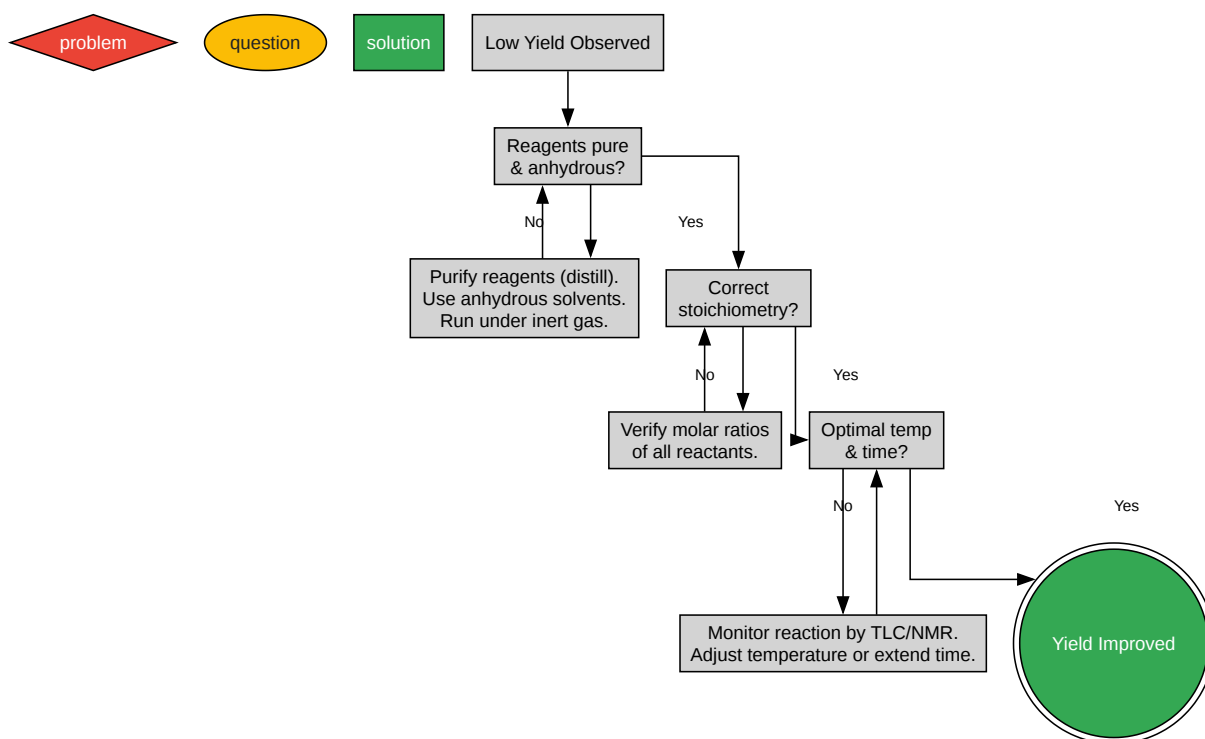 problem
question
solution
Low Yield Observed
Reagents pure
& anhydrous?
No
Yes
Purify reagents (distill).
Use anhydrous solvents.
Run under inert gas.
Correct
stoichiometry?
No
Yes
Verify molar ratios
of all reactants.
Optimal temp
& time?
No
Yes
Monitor reaction by TLC/NMR.
Adjust temperature or extend time.
Yield Improved